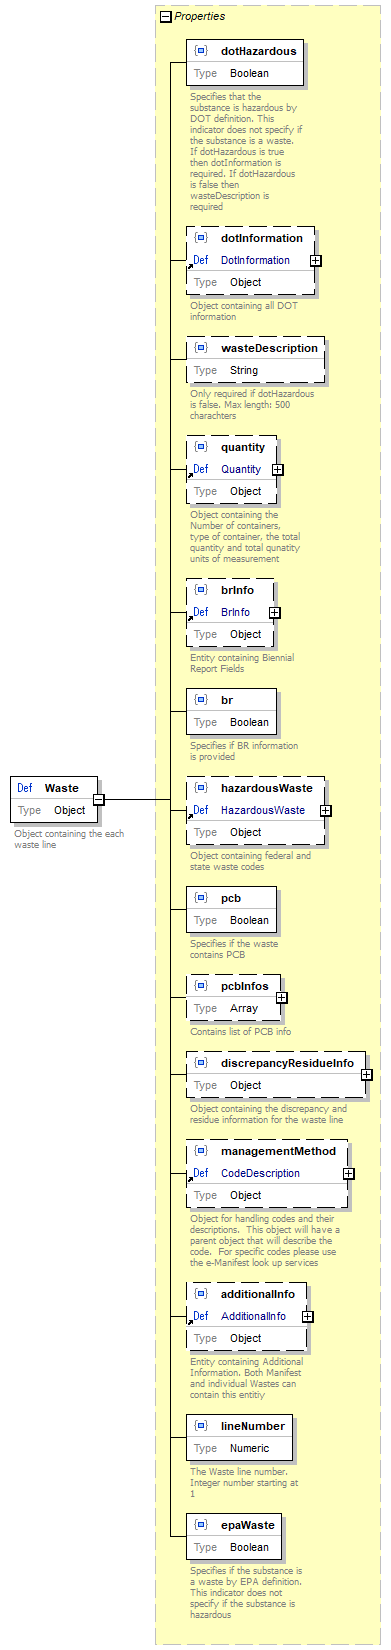 Properties
dotHazardous
Type Boolean
Specifies that the
substance is hazardous by
DOT definition. This
indicator does not specify if
the substance is a waste.
If dotHazardous is true
then dotInformation is
required. If dotHazardous
is false then
wasteDescription is
required
dotInformation
Def DotInformation
Type Object
Object containing all DOT
information
wasteDescription
Type String
Only required if dotHazardous
is false. Max length: 500
charachters
quantity
Def Quantity
Type Object
Object containing the
Number of containers,
type of container, the total
quantity and total qunatity
units of measurement
brInfo
Def BrInfo
Type Object
Entity containing Biennial
Report Fields
br
Type Boolean
Specifies if BR information
is provided
Def Waste
Type Object
Object containing the each
waste line
hazardousWaste
Def HazardousWaste
Type Object
Object containing federal and
state waste codes
pcb
Type Boolean
Specifies if the waste
contains PCB
pcbInfos
Type Array
Contains list of PCB info
discrepancyResidueInfo
Type Object
Object containing the discrepancy and
residue information for the waste line
managementMethod
Def CodeDescription
Type Object
Object for handling codes and their
descriptions. This object will have a
parent object that will describe the
code. For specific codes please use
the e-Manifest look up services
additionalInfo
Def AdditionalInfo
Type Object
Entity containing Additional
Information. Both Manifest
and individual Wastes can
contain this entitiy
lineNumber
Type Numeric
The Waste line number.
Integer number starting at
1
epaWaste
Type Boolean
Specifies if the substance is
a waste by EPA definition.
This indicator does not
specify if the substance is
hazardous